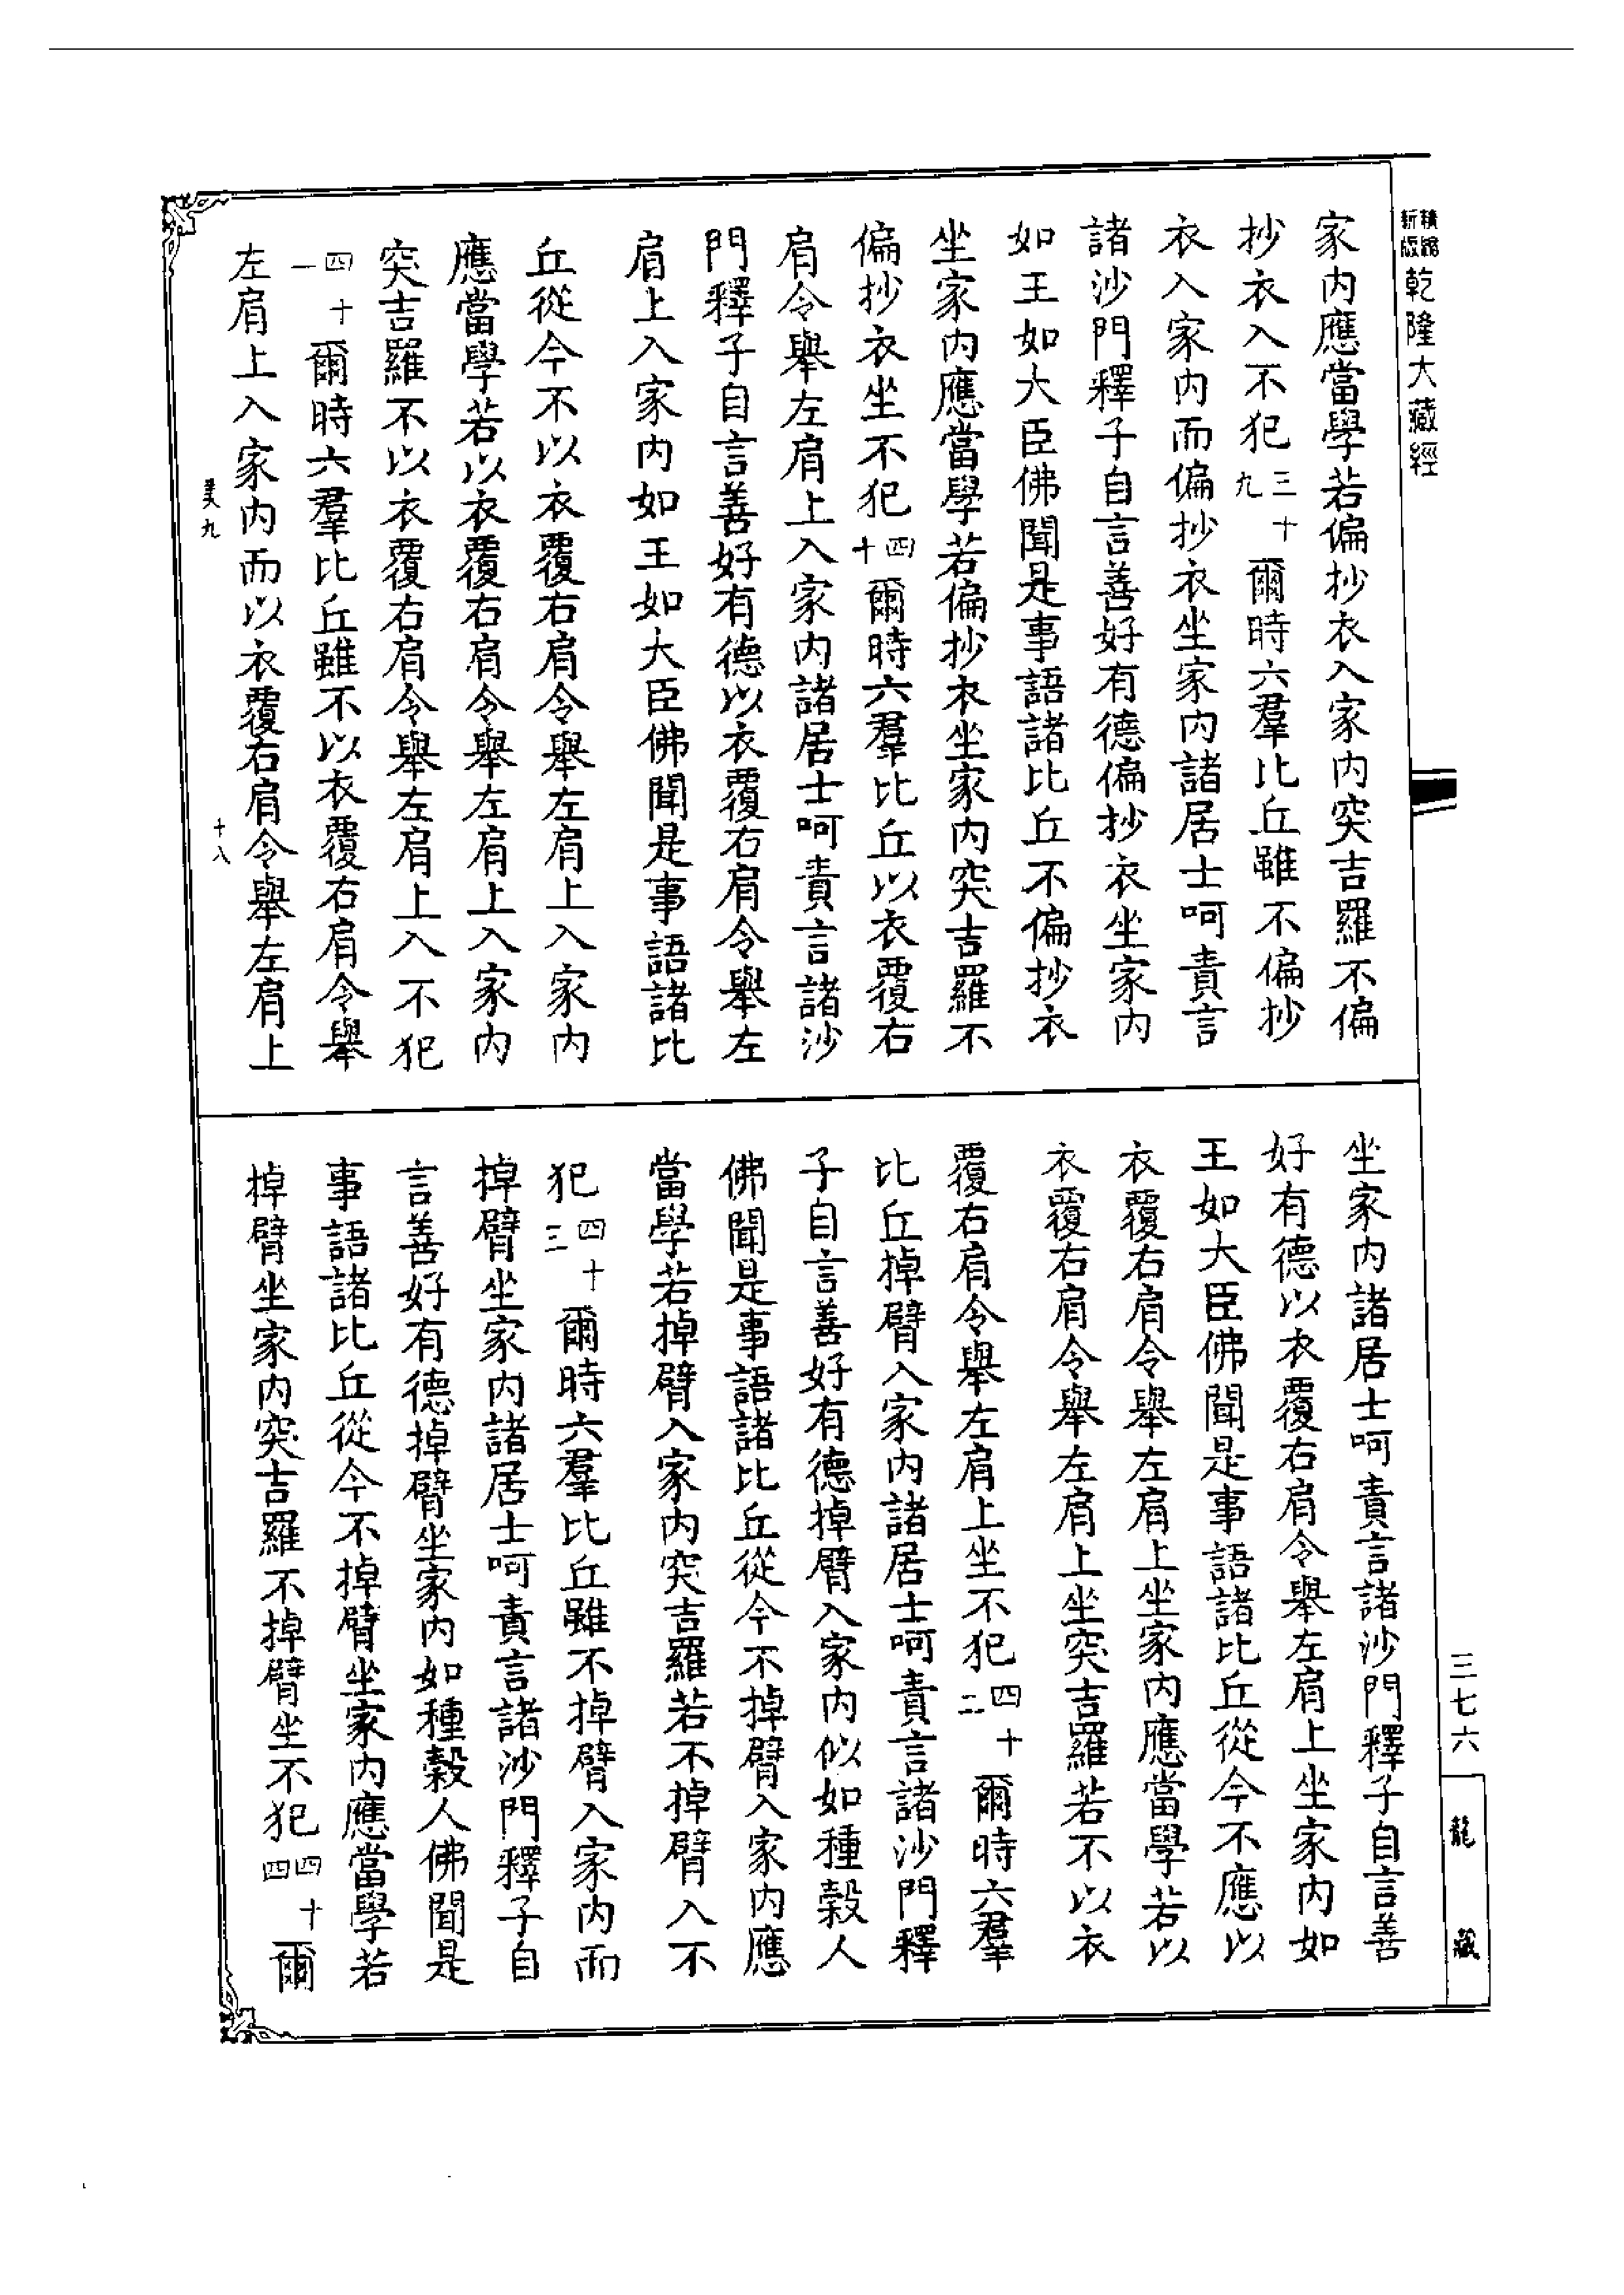 新版精縮乾隆大藏經
家内應當學若偏抄衣入家内突吉羅不偏
抄衣入不犯三十九爾時六羣比丘雖不偏抄
衣入家内而偏抄衣坐家内諸居士呵責言
諸沙門釋子自言善好有德偏抄衣坐家内
如王如大臣佛聞是事語諸比丘不偏抄衣
坐家内應當學若偏抄衣坐家内突吉羅不
偏抄衣坐不犯四十爾時六羣比丘以衣覆右
肩令舉左肩上入家内諸居士呵責言諸沙
門釋子自言善好有德以衣覆右肩令舉左
肩上入家内如王如大臣佛聞是事語諸比
丘從今不以衣覆右肩令舉左肩上入家内
應當學若以衣覆右肩令舉左肩上入家内
突吉羅不以衣覆右肩令舉左肩上入不犯
四十一爾時六羣比丘雖不以衣覆右肩令舉
左肩上入家内而以衣覆右肩令舉左肩上
九
十八
坐家内諸居士呵責言諸沙門釋子自言善
好有德以衣覆右肩令舉左肩上坐家内如
王如大臣佛聞是事語諸比丘從今不應以
衣覆右肩令舉左肩上坐家内應當學若以
衣覆右肩令舉左肩上坐突吉羅若不以衣
覆右肩令舉左肩上坐不犯四十二爾時六羣
比丘掉臂入家内諸居士呵責言諸沙門釋
子自言善好有德掉臂入家内似如種穀人
佛聞是事語諸比丘從今不掉臂入家内應
當學若掉臂入家内突吉羅若不掉臂入不
犯四十三爾時六羣比丘雖不掉臂入家内而
掉臂坐家内諸居士呵責言諸沙門釋子自
言善好有德掉臂坐家内如種穀人佛聞是
事語諸比丘從今不掉臂坐家内應當學若
掉臂坐家内突吉羅不掉臂坐不犯四十四爾
三七六
龍藏